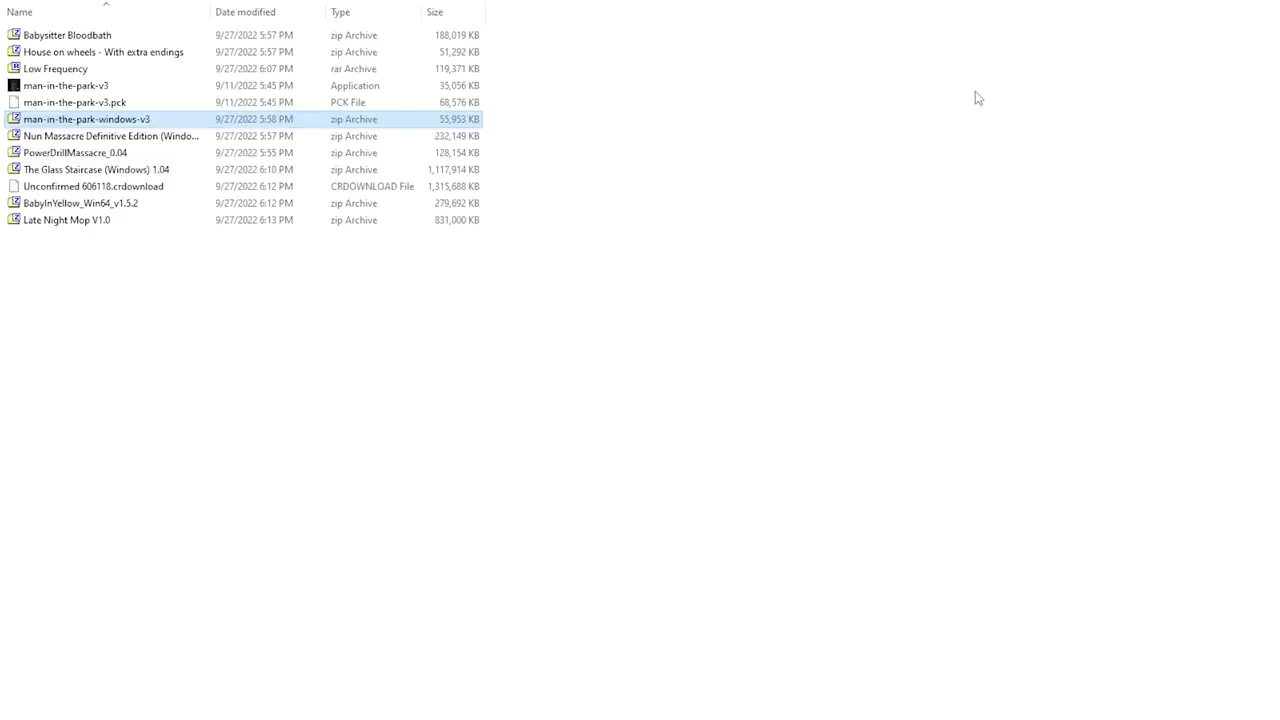 Name Date modified Type Size
Babysitter Bloodbath 9/27/2022 5:57 PM zip Archive 188,019 KB
House on wheels - With extra endings 9/27/2022 5:57 PM zip Archive 51,292 KB
Low Frequency 9/27/2022 6:07 PM rar Archive 119,371 KB
man-in-the-park-v3 9/11/2022 5:45 PM Application 35,056 KB
man-in-the-park-v3.pck 9/11/2022 5:45 PM PCK File 68,576 KB
man-in-the-park-windows-v3 9/27/2022 5:58 PM zip Archive 55,953 KB
Nun Massacre Definitive Edition (Windo... 9/27/2022 5:57 PM zip Archive 232,149 KB
PowerDrillMassacre_0.04 9/27/2022 5:55 PM zip Archive 128,154 KB
The Glass Staircase (Windows) 1.04 9/27/2022 6:10 PM zip Archive 1,117,914 KB
Unconfirmed 606118.crdownload 9/27/2022 6:12 PM CRDOWNLOAD File 1,315,688 KB
BabyInYellow_Win64_v1.5.2 9/27/2022 6:12 PM zip Archive 279,692 KB
Late Night Mop V1.0 9/27/2022 6:13 PM zip Archive 831,000 KB